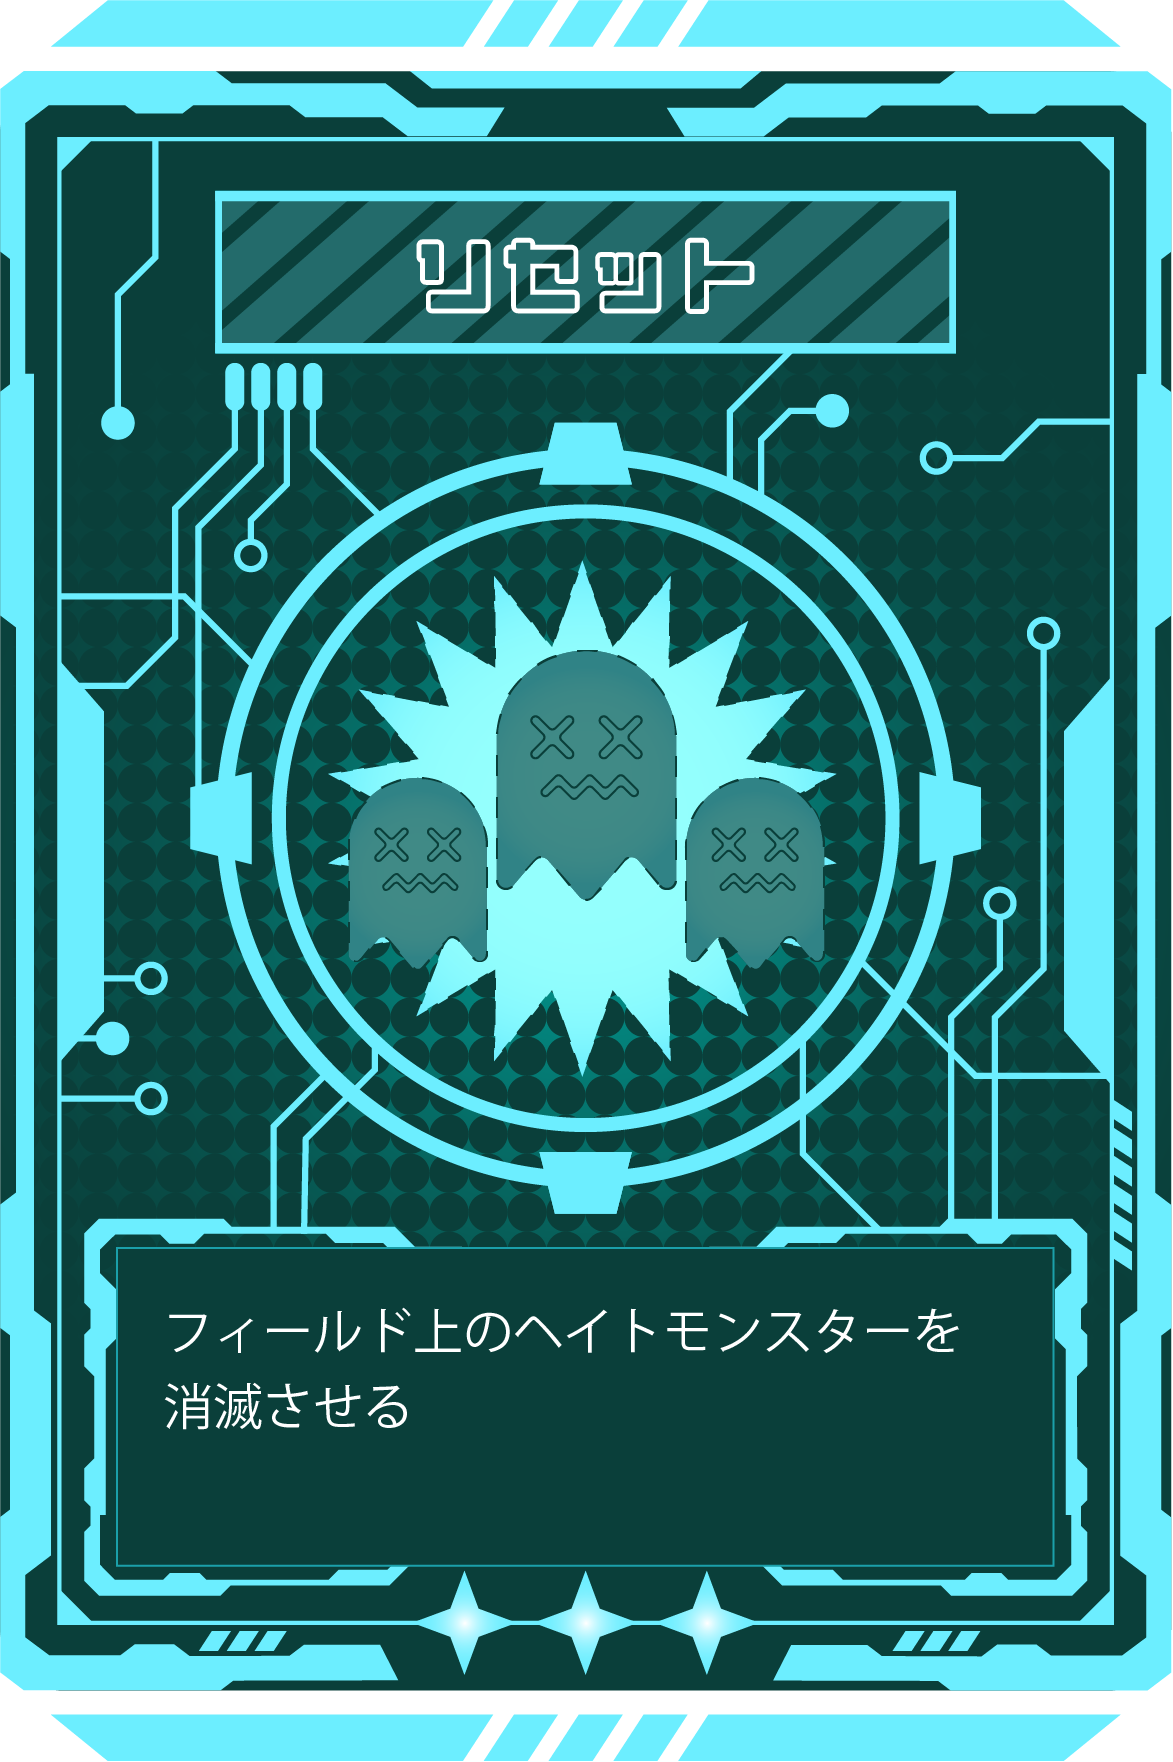 リセット
フィールド上のヘイトモンスターを
消滅させる